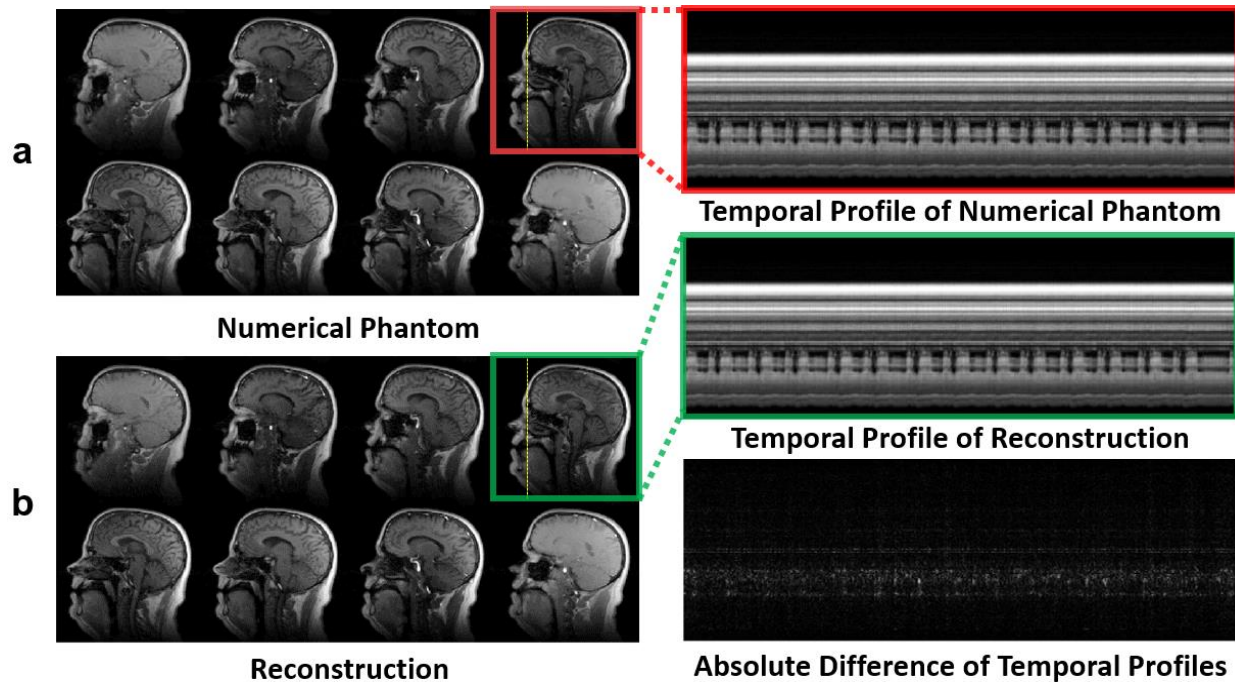 a
Temporal Profile of Numerical Phantom
Numerical Phantom
b
Temporal Profile of Reconstruction
Reconstruction
Absolute Difference of Temporal Profiles